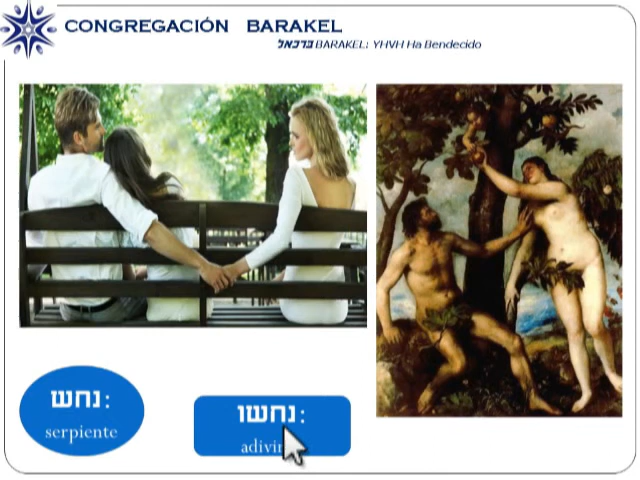 CONGREGACIÓN BARAKEL
ברכאל BARAKEL: YHVH Ha Bendecido
נחש:
serpiente
נחשו: